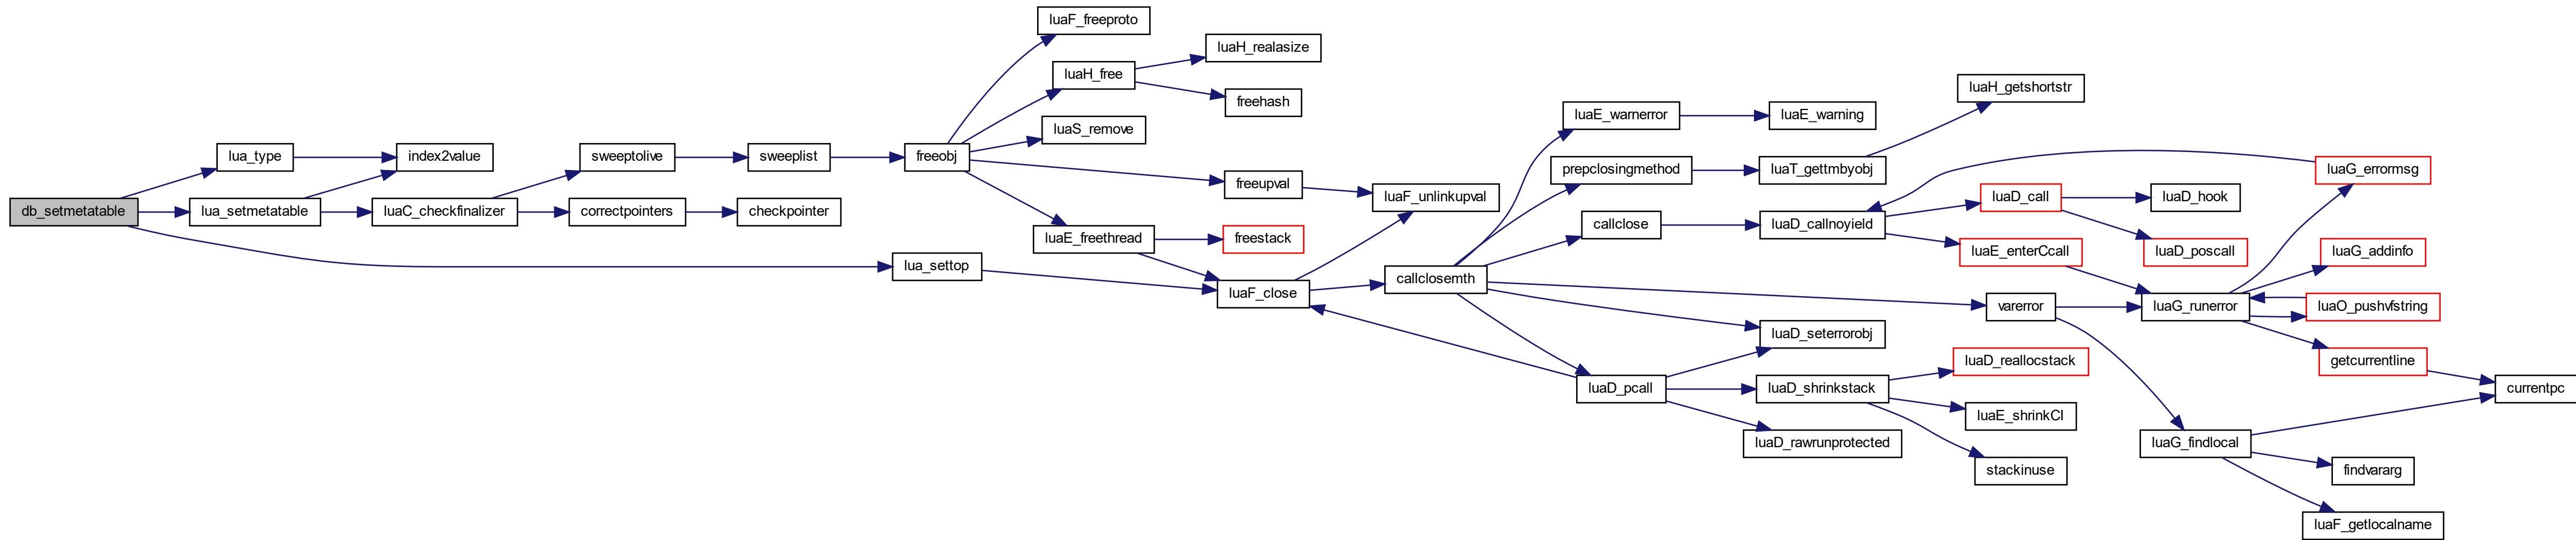 db_setmetatable
lua_type
lua_setmetatable
lua_settop
index2value
luaC_checkfinalizer
sweeptolive
correctpointers
sweeplist
checkpointer
freeobj
luaF_freeproto
luaH_free
luaS_remove
luaE_freethread
luaH_realasize
freehash
freeupval
freestack
luaF_close
luaF_unlinkupval
callclosemth
luaE_warnerror
prepclosingmethod
callclose
luaD_pcall
luaE_warning
luaT_gettmbyobj
luaD_callnoyield
luaD_seterrorobj
luaD_shrinkstack
luaD_rawrunprotected
luaH_getshortstr
luaD_call
luaE_enterCcall
varerror
luaD_reallocstack
luaE_shrinkCI
stackinuse
luaD_hook
luaD_poscall
luaG_runerror
luaG_findlocal
luaG_errormsg
luaG_addinfo
luaO_pushvfstring
getcurrentline
findvararg
luaF_getlocalname
currentpc